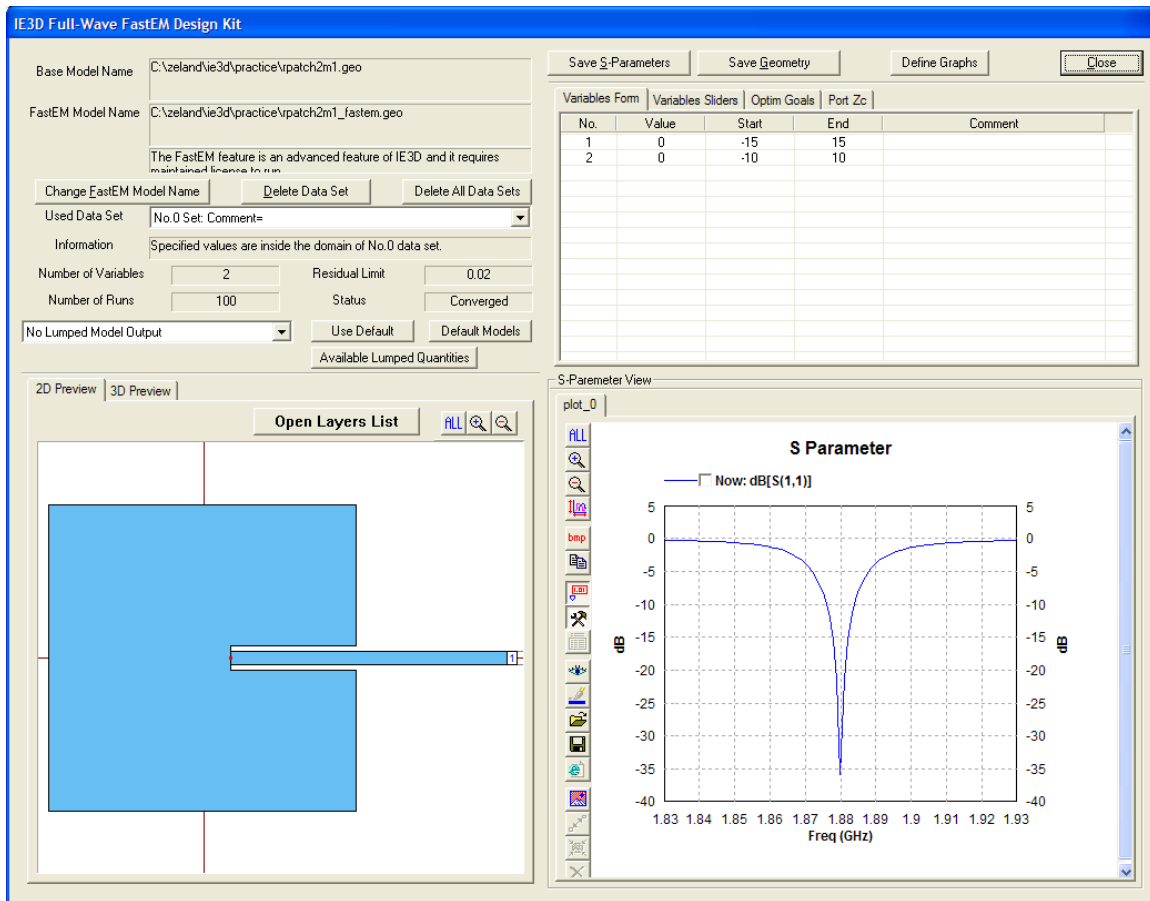 IE3D Full-Wave FastEM Design Kit
Base Model Name
C:\zeland\ie3d\practice\rpatch2m1.geo
FastEM Model Name
C:\zeland\ie3d\practice\rpatch2m1_fastem.geo
The FastEM feature is an advanced feature of IE3D and it requires
maintained license to run
Change FastEM Model Name
Delete Data Set
Delete All Data Sets
Used Data Set
No.0 Set: Comment=
Information
Specified values are inside the domain of No.0 data set.
Number of Variables
2
Residual Limit
0.02
Number of Runs
100
Status
Converged
No Lumped Model Output
Use Default
Default Models
Available Lumped Quantities
Save S-Parameters
Save Geometry
Define Graphs
Close
Variables Form
Variables Sliders
Optim Goals
Port Zc
No. Value Start End Comment
1 0 -15 15
2 0 -10 10
2D Preview
3D Preview
Open Layers List
ALL
1
S-Paremeter View
plot_0
ALL
bmp
S Parameter
Now: dB[S(1,1)]
5 5
0 0
-5 -5
-10 -10
-15 -15
-20 -20
-25 -25
-30 -30
-35 -35
-40 -40
dB
dB
1.83 1.84 1.85 1.86 1.87 1.88 1.89 1.9 1.91 1.92 1.93
Freq (GHz)